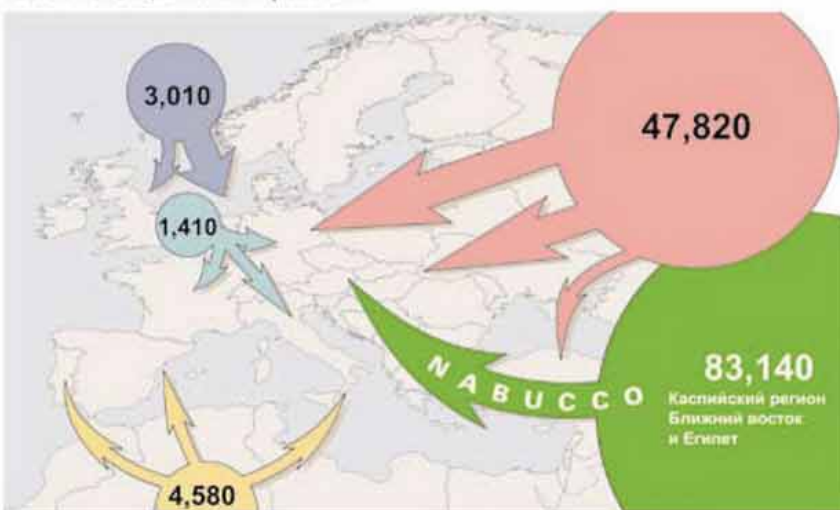 3,010
47,820
1,410
NABUCCO
83,140
Каспийский регион
Ближний восток
и Египет
4,580